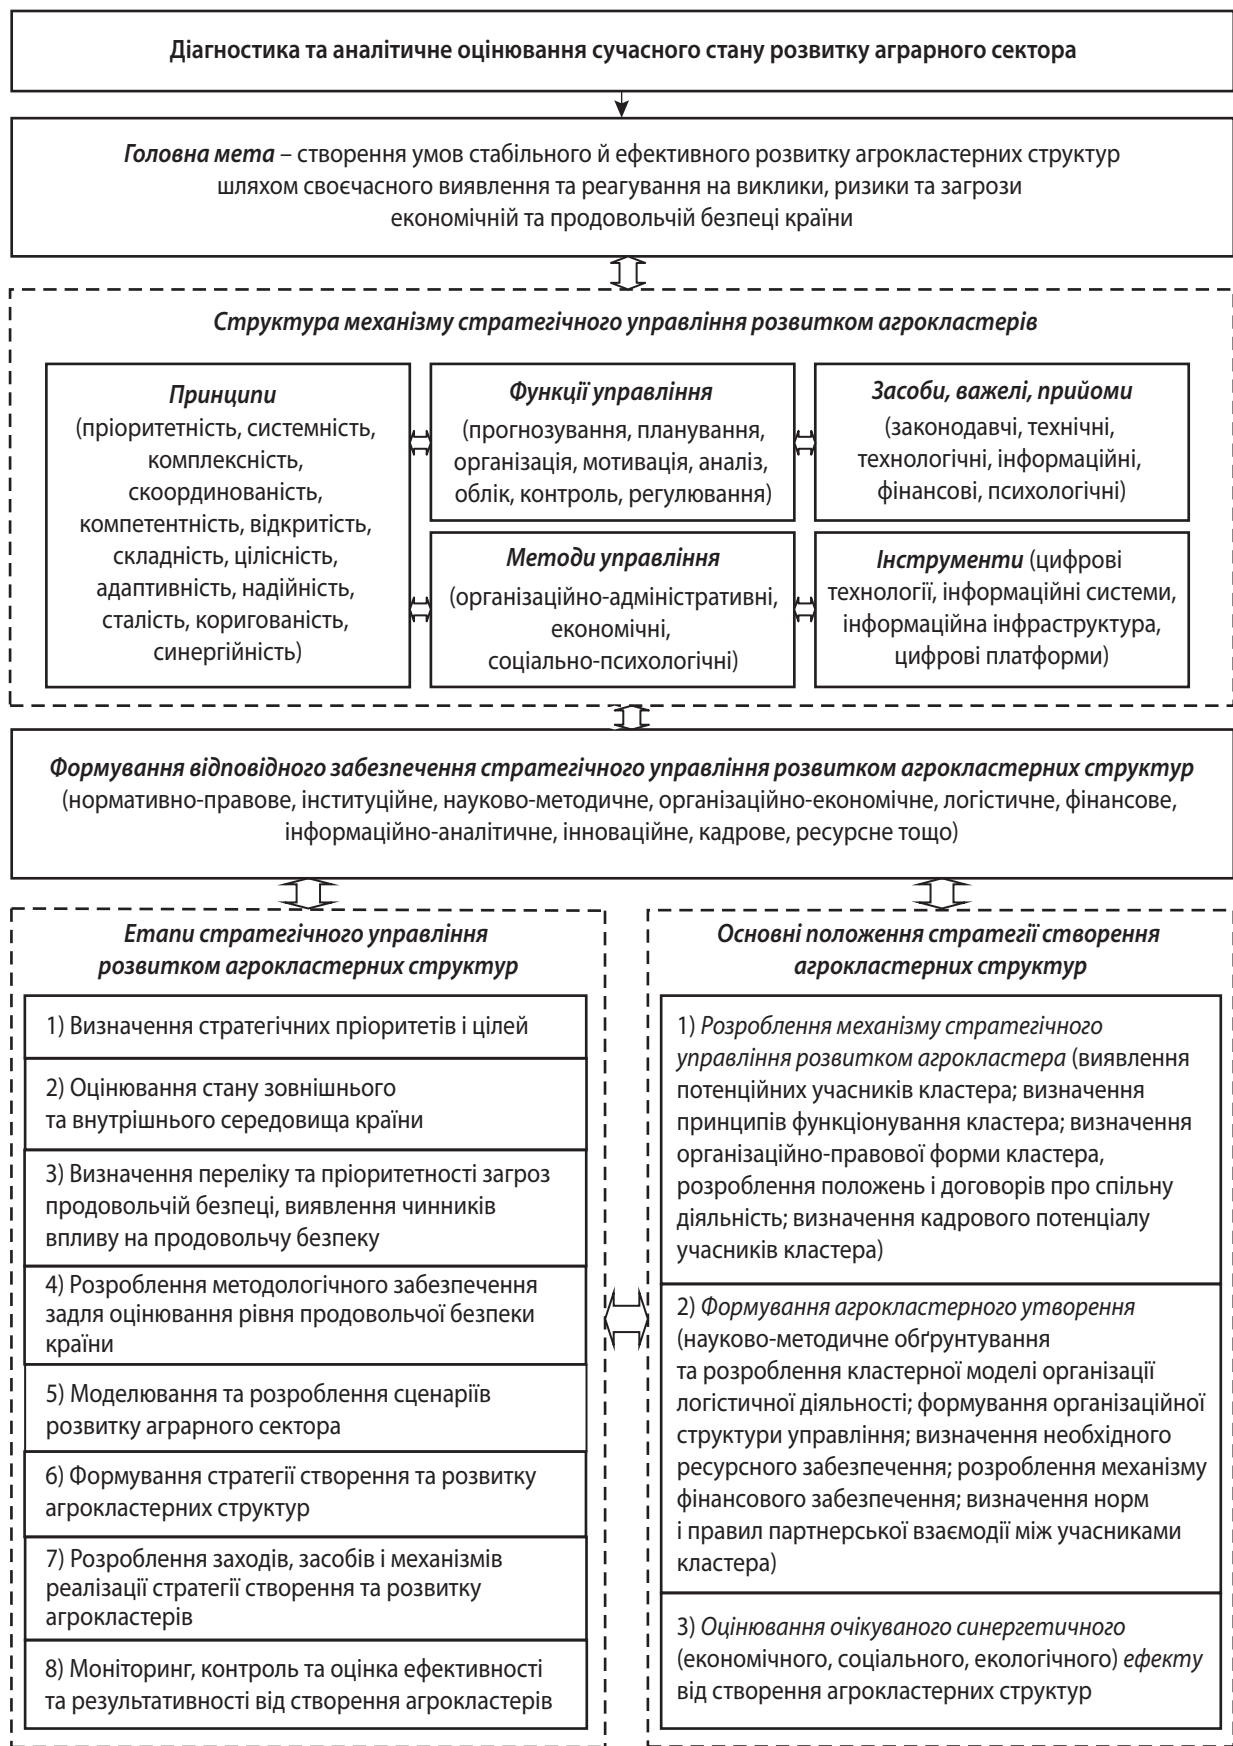 Діагностика та аналітичне оцінювання сучасного стану розвитку аграрного сектора
Головна мета – створення умов стабільного й ефективного розвитку агрокластерних структур
шляхом своєчасного виявлення та реагування на виклики, ризики та загрози
економічній та продовольчій безпеці країни
Структура механізму стратегічного управління розвитком агрокластерів
Принципи
(пріоритетність, системність,
комплексність,
скоординованість,
компетентність, відкритість,
складність, цілісність,
адаптивність, надійність,
сталість, коригованість,
синергійність)
Функції управління
(прогнозування, планування,
організація, мотивація, аналіз,
облік, контроль, регулювання)
Засоби, важелі, прийоми
(законодавчі, технічні,
технологічні, інформаційні,
фінансові, психологічні)
Методи управління
(організаційно-адміністративні,
економічні,
соціально-психологічні)
Інструменти (цифрові
технології, інформаційні системи,
інформаційна інфраструктура,
цифрові платформи)
Формування відповідного забезпечення стратегічного управління розвитком агрокластерних структур
(нормативно-правове, інституційне, науково-методичне, організаційно-економічне, логістичне, фінансове,
інформаційно-аналітичне, інноваційне, кадрове, ресурсне тощо)
Етапи стратегічного управління
розвитком агрокластерних структур
1) Визначення стратегічних пріоритетів і цілей
2) Оцінювання стану зовнішнього
та внутрішнього середовища країни
3) Визначення переліку та пріоритетності загроз
продовольчій безпеці, виявлення чинників
впливу на продовольчу безпеку
4) Розроблення методологічного забезпечення
задля оцінювання рівня продовольчої безпеки
країни
5) Моделювання та розроблення сценаріїв
розвитку аграрного сектора
6) Формування стратегії створення та розвитку
агрокластерних структур
7) Розроблення заходів, засобів і механізмів
реалізації стратегії створення та розвитку
агрокластерів
8) Моніторинг, контроль та оцінка ефективності
та результативності від створення агрокластерів
Основні положення стратегії створення
агрокластерних структур
1) Розроблення механізму стратегічного
управління розвитком агрокластера (виявлення
потенційних учасників кластера; визначення
принципів функціонування кластера; визначення
організаційно-правової форми кластера,
розроблення положень і договорів про спільну
діяльність; визначення кадрового потенціалу
учасників кластера)
2) Формування агрокластерного утворення
(науково-методичне обґрунтування
та розроблення кластерної моделі організації
логістичної діяльності; формування організаційної
структури управління; визначення необхідного
ресурсного забезпечення; розроблення механізму
фінансового забезпечення; визначення норм
і правил партнерської взаємодії між учасниками
кластера)
3) Оцінювання очікуваного синергетичного
(економічного, соціального, екологічного) ефекту
від створення агрокластерних структур